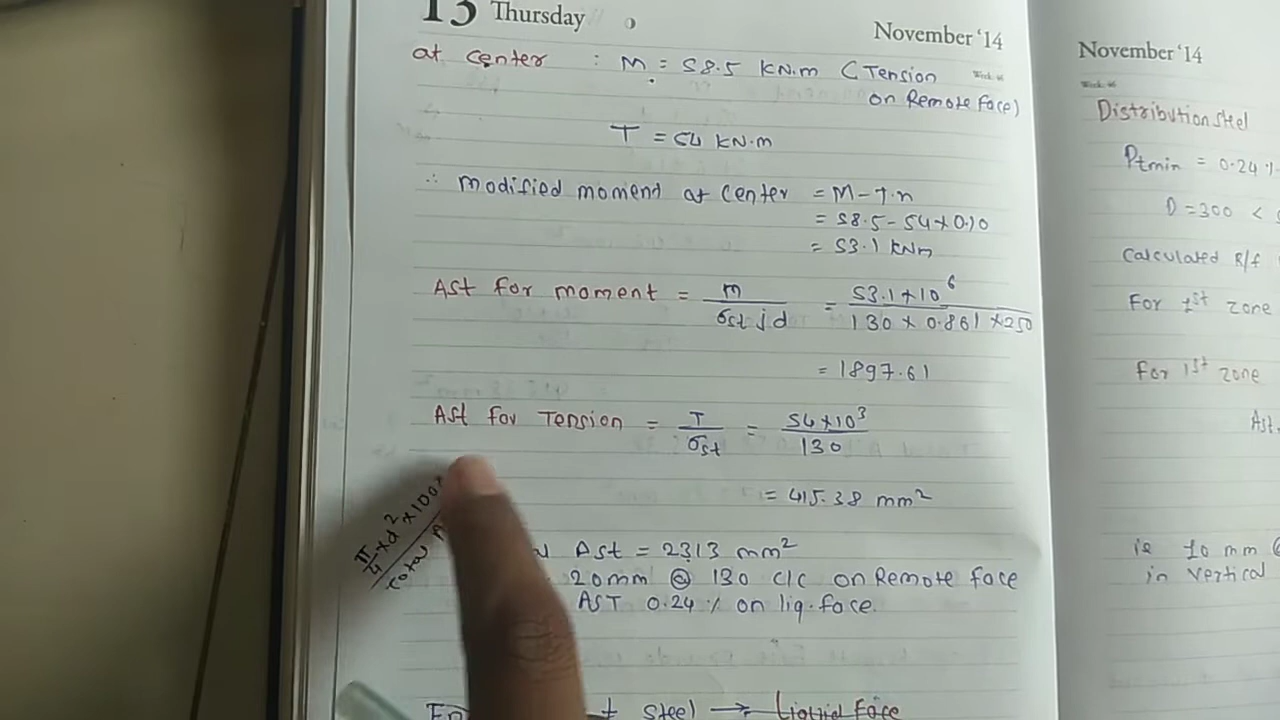 13 Thursday
November '14
at center : M = 58.5 KN.m (Tension
on Remote face)
T = 54 KN.m
∴ Modified moment at center = M - T.x
= 58.5 - 54 x 0.10
= 53.1 KNm
Ast for moment = m / σst j d = 53.1 x 10^6 / 130 x 0.861 x 250
= 1897.61
Ast for Tension = T / σst = 54 x 10^3 / 130
= 415.38 mm²
π/4 x d² x 100
Ast = 2313 mm²
20mm @ 130 c/c on Remote face
AST 0.24 % on liq. face.
steel → Liquid face
November '14
Distribution steel
Ptmin = 0.24 %
D = 300 <
Calculated R/f
For 1st zone
For 1st zone
Ast
ie 10 mm @
in vertical